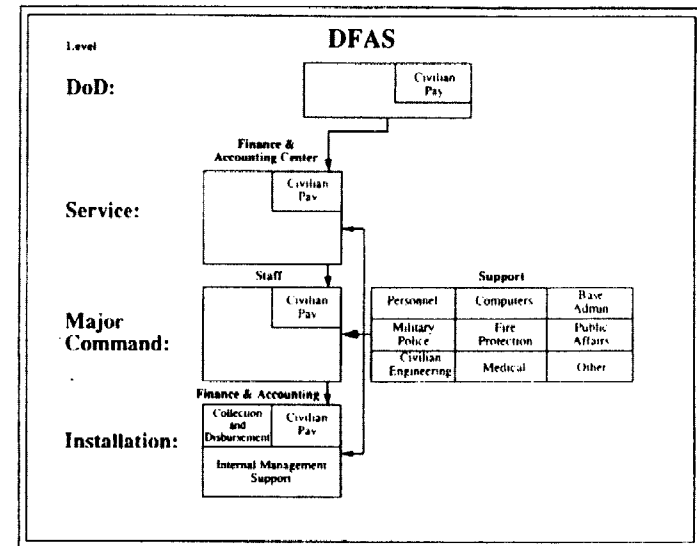 DFAS
Level
DoD:
Civilian
Pay
Finance &
Accounting Center
Service:
Civilian
Pay
Staff
Support
Major
Command:
Civilian
Pay
Personnel
Computers
Base
Admin
Military
Police
Fire
Protection
Public
Affairs
Civilian
Engineering
Medical
Other
Finance & Accounting
Installation:
Collection
and
Disbursement
Civilian
Pay
Internal Management
Support